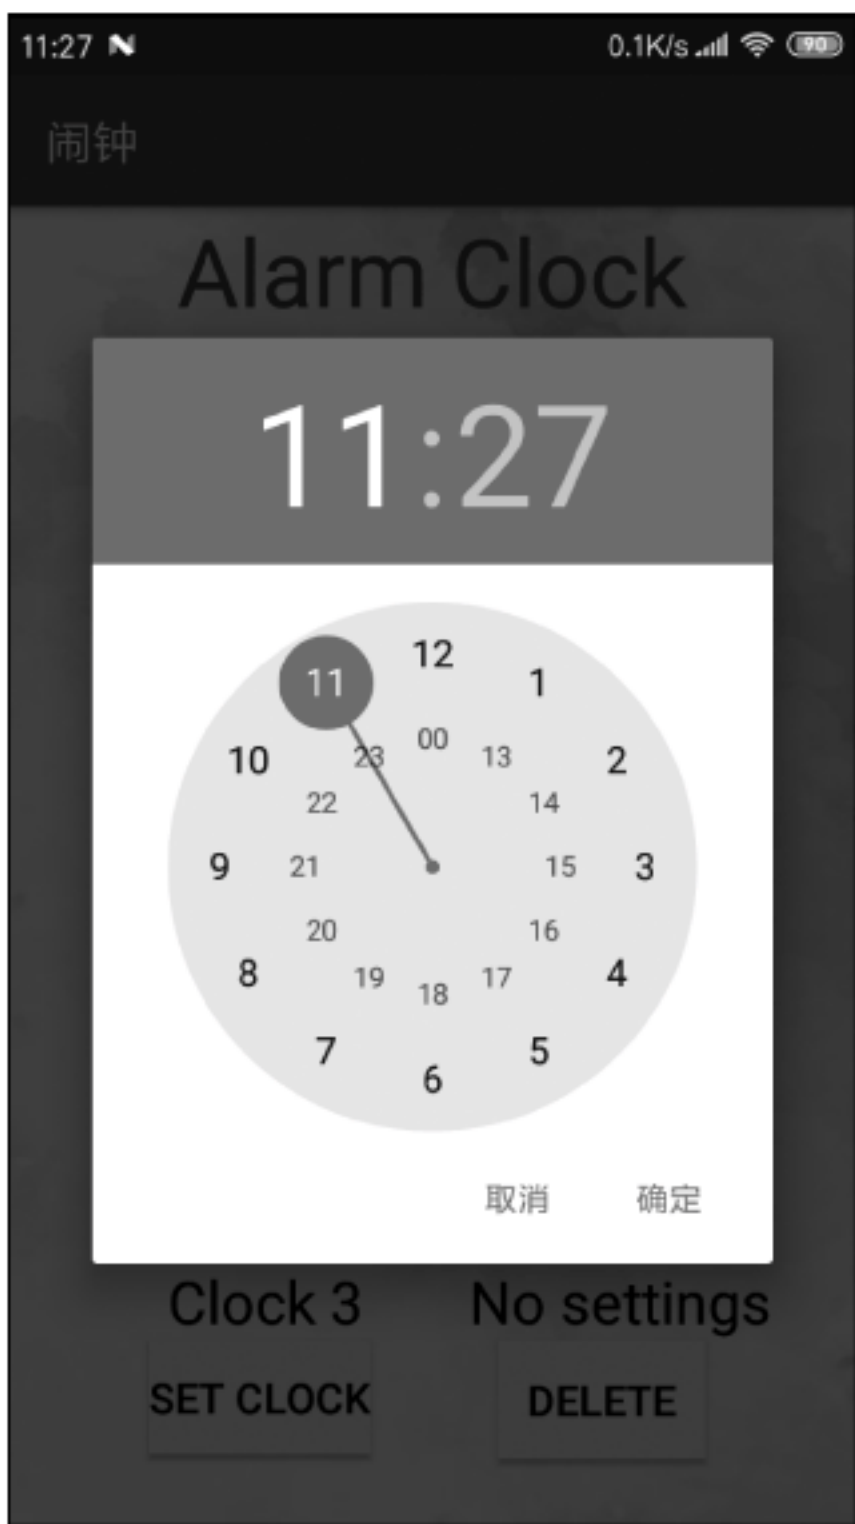 11:27 N 0.1K/s 90
闹钟
Alarm Clock
11:27
12
11 1
00
23 13
10 2
22 14
9 21 15 3
20 16
8 4
19 17
18
7 5
6
取消 确定
Clock 3 No settings
SET CLOCK DELETE